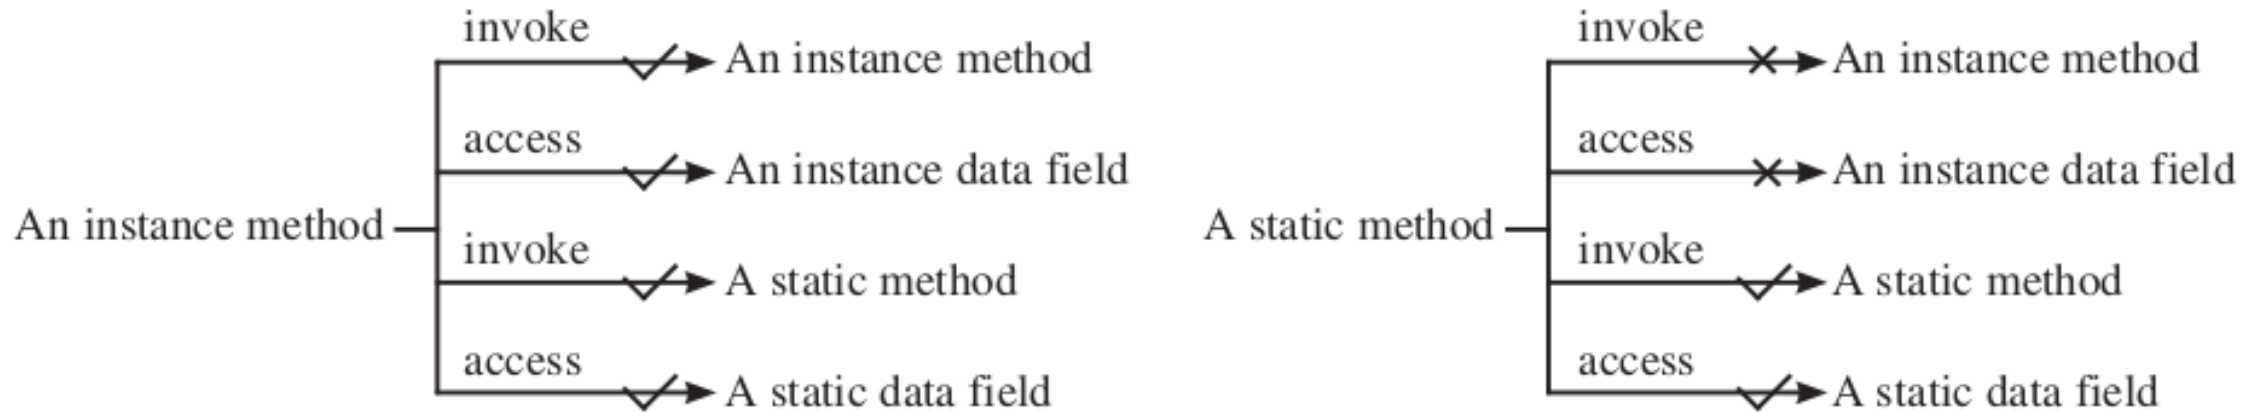 invoke
An instance method
access
An instance data field
An instance method
invoke
A static method
access
A static data field
invoke
An instance method
access
An instance data field
A static method
invoke
A static method
access
A static data field